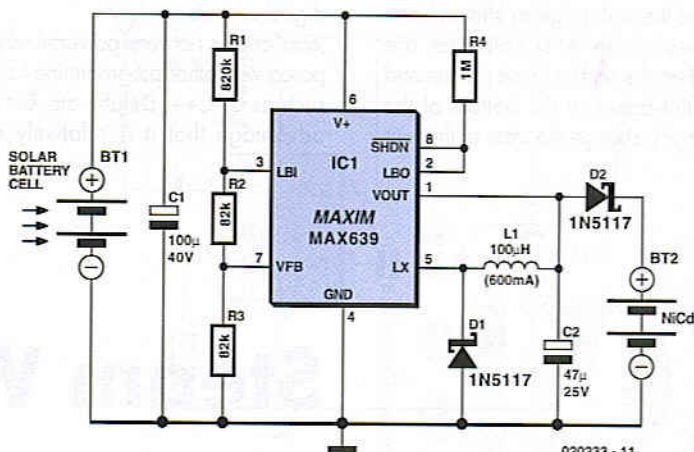 SOLAR
BATTERY
CELL
BT1
C1
100µ
40V
R1
820k
R2
82k
R3
82k
3
7
6
V+
LBI
IC1
MAXIM
MAX639
VFB
GND
4
SHDN
LBO
VOUT
LX
8
2
1
5
R4
1M
L1
100µH
(600mA)
D1
1N5117
D2
1N5117
C2
47µ
25V
BT2
NiCd
020233 - 11